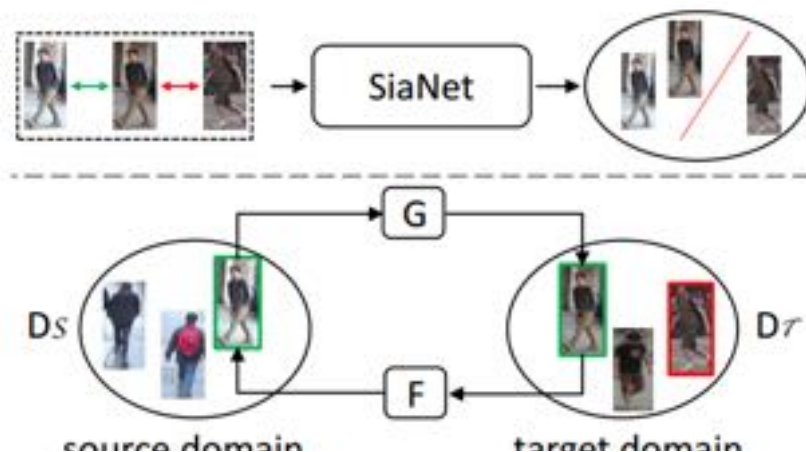 SiaNet
G
D𝒮
D𝒯
F
source domain
target domain